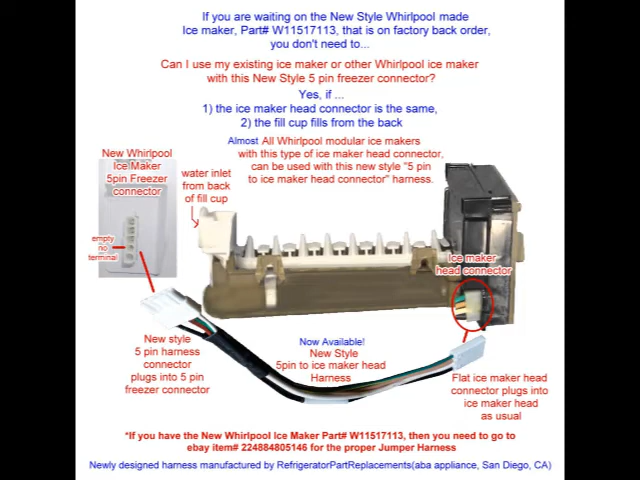 If you are waiting on the New Style Whirlpool made
Ice maker, Part# W11517113, that is on factory back order,
you don't need to...
Can I use my existing ice maker or other Whirlpool ice maker
with this New Style 5 pin freezer connector?
Yes, if ...
1) the ice maker head connector is the same,
2) the fill cup fills from the back
Almost All Whirlpool modular ice makers
with this type of ice maker head connector,
can be used with this new style "5 pin
to ice maker head connector" harness.
New Whirlpool
Ice Maker
5pin Freezer
connector
water inlet
from back
of fill cup
empty
no
terminal
Ice maker
head connector
New style
5 pin harness
connector
plugs into 5 pin
freezer connector
Now Available!
New Style
5pin to ice maker head
Harness
Flat ice maker head
connector plugs into
ice maker head
as usual
*If you have the New Whirlpool Ice Maker Part# W11517113, then you need to go to
ebay item# 224884805146 for the proper Jumper Harness
Newly designed harness manufactured by RefrigeratorPartReplacements(aba appliance, San Diego, CA)